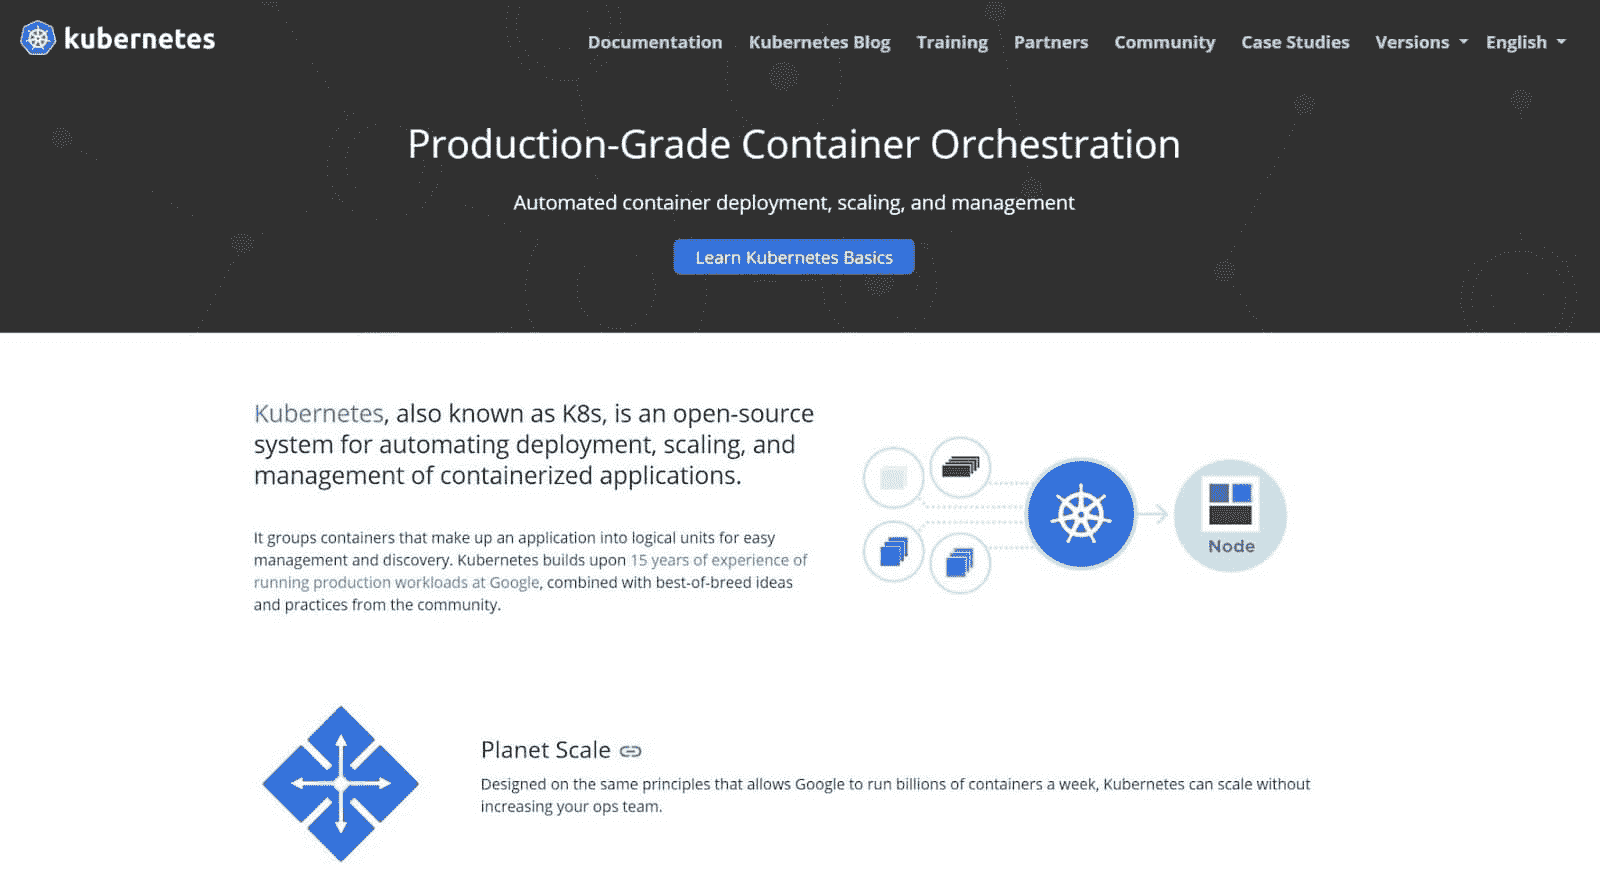 kubernetes
Documentation Kubernetes Blog Training Partners Community Case Studies Versions English
Production-Grade Container Orchestration
Automated container deployment, scaling, and management
Learn Kubernetes Basics
Kubernetes, also known as K8s, is an open-source
system for automating deployment, scaling, and
management of containerized applications.
It groups containers that make up an application into logical units for easy
management and discovery. Kubernetes builds upon 15 years of experience of
running production workloads at Google, combined with best-of-breed ideas
and practices from the community.
Node
Planet Scale
Designed on the same principles that allows Google to run billions of containers a week, Kubernetes can scale without
increasing your ops team.